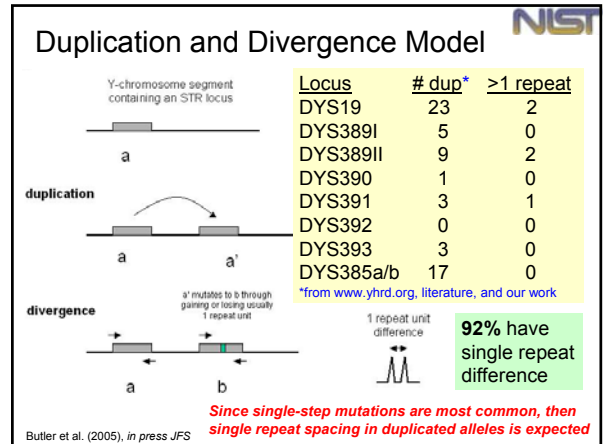 NIST
Duplication and Divergence Model
Y-chromosome segment
containing an STR locus
a
duplication
a a'
divergence
a' mutates to b through
gaining or losing usually
1 repeat unit
a b
Locus # dup* >1 repeat
DYS19 23 2
DYS389I 5 0
DYS389II 9 2
DYS390 1 0
DYS391 3 1
DYS392 0 0
DYS393 3 0
DYS385a/b 17 0
*from www.yhrd.org, literature, and our work
1 repeat unit
difference
92% have
single repeat
difference
Since single-step mutations are most common, then
single repeat spacing in duplicated alleles is expected
Butler et al. (2005), in press JFS